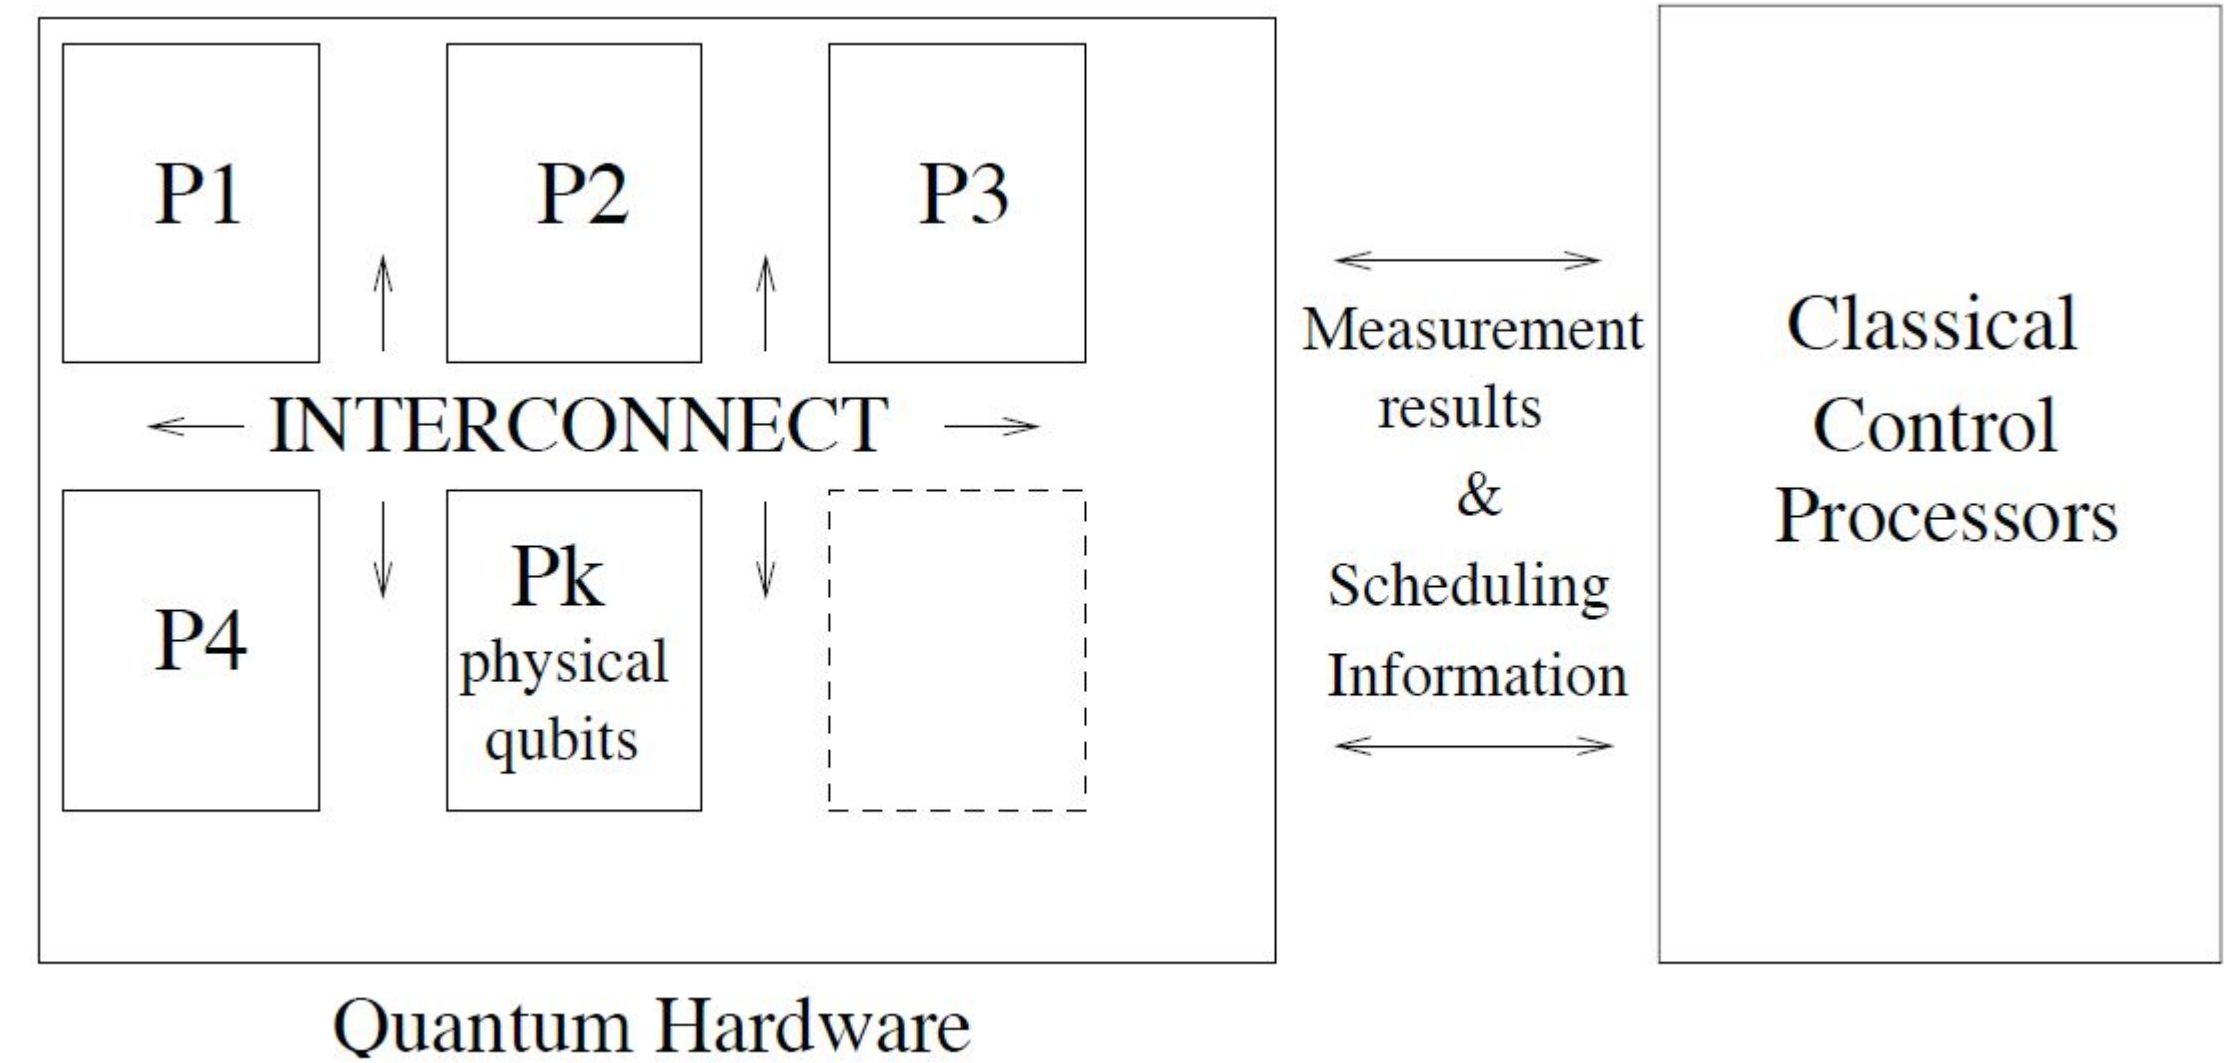 P1
P2
P3
INTERCONNECT
P4
Pk
physical
qubits
Quantum Hardware
Measurement
results
&
Scheduling
Information
Classical
Control
Processors